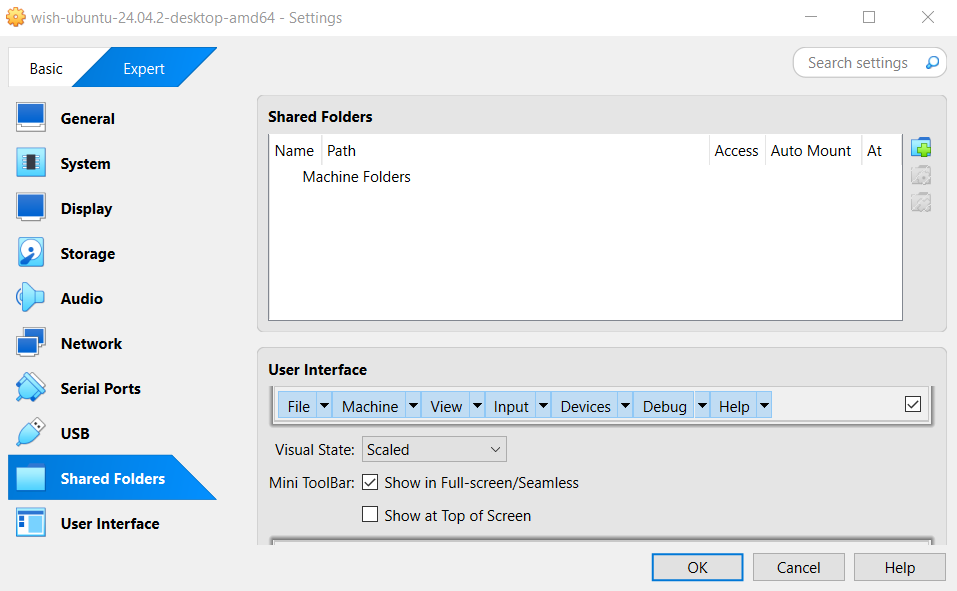 wish-ubuntu-24.04.2-desktop-amd64 - Settings
Basic
Expert
Search settings
General
System
Display
Storage
Audio
Network
Serial Ports
USB
Shared Folders
User Interface
Shared Folders
Name Path Access Auto Mount At
Machine Folders
User Interface
File Machine View Input Devices Debug Help
Visual State: Scaled
Mini ToolBar: Show in Full-screen/Seamless
Show at Top of Screen
OK Cancel Help